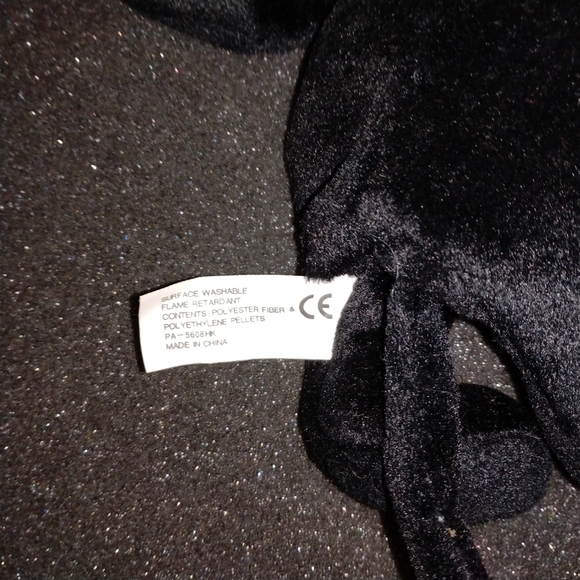 SURFACE WASHABLE
FLAME RETARDANT
CONTENTS: POLYESTER FIBER &
POLYETHYLENE PELLETS
PA-5608HK
MADE IN CHINA
CE